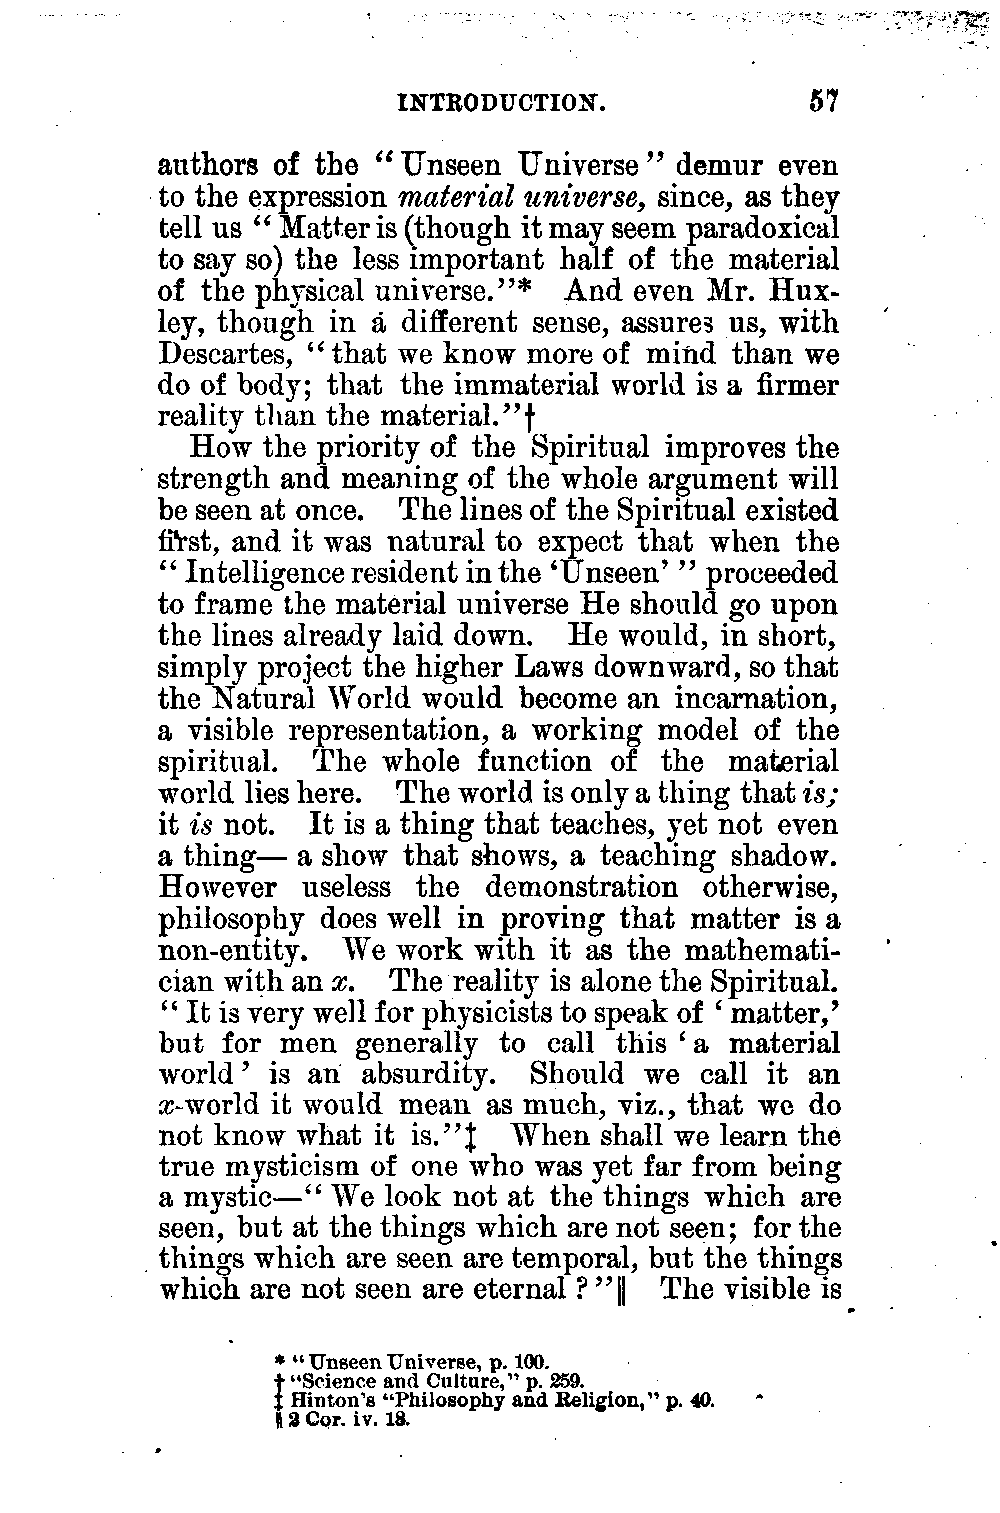 INTRODUCTION. 57
authors of the “Unseen Universe” demur even
to the expression material universe, since, as they
tell us “Matter is (though it may seem paradoxical
to say so) the less important half of the material
of the physical universe.”* And even Mr. Hux-
ley, though in a different sense, assures us, with
Descartes, “that we know more of mind than we
do of body; that the immaterial world is a firmer
reality than the material.”†
How the priority of the Spiritual improves the
strength and meaning of the whole argument will
be seen at once. The lines of the Spiritual existed
first, and it was natural to expect that when the
“Intelligence resident in the ‘Unseen’ ” proceeded
to frame the material universe He should go upon
the lines already laid down. He would, in short,
simply project the higher Laws downward, so that
the Natural World would become an incarnation,
a visible representation, a working model of the
spiritual. The whole function of the material
world lies here. The world is only a thing that is;
it is not. It is a thing that teaches, yet not even
a thing— a show that shows, a teaching shadow.
However useless the demonstration otherwise,
philosophy does well in proving that matter is a
non-entity. We work with it as the mathemati-
cian with an x. The reality is alone the Spiritual.
“It is very well for physicists to speak of ‘matter,’
but for men generally to call this ‘a material
world’ is an absurdity. Should we call it an
x-world it would mean as much, viz., that we do
not know what it is.”‡ When shall we learn the
true mysticism of one who was yet far from being
a mystic—“We look not at the things which are
seen, but at the things which are not seen; for the
things which are seen are temporal, but the things
which are not seen are eternal?”‖ The visible is
* “Unseen Universe, p. 100.
† “Science and Culture,” p. 259.
‡ Hinton's “Philosophy and Religion,” p. 40.
‖ 2 Cor. iv. 18.